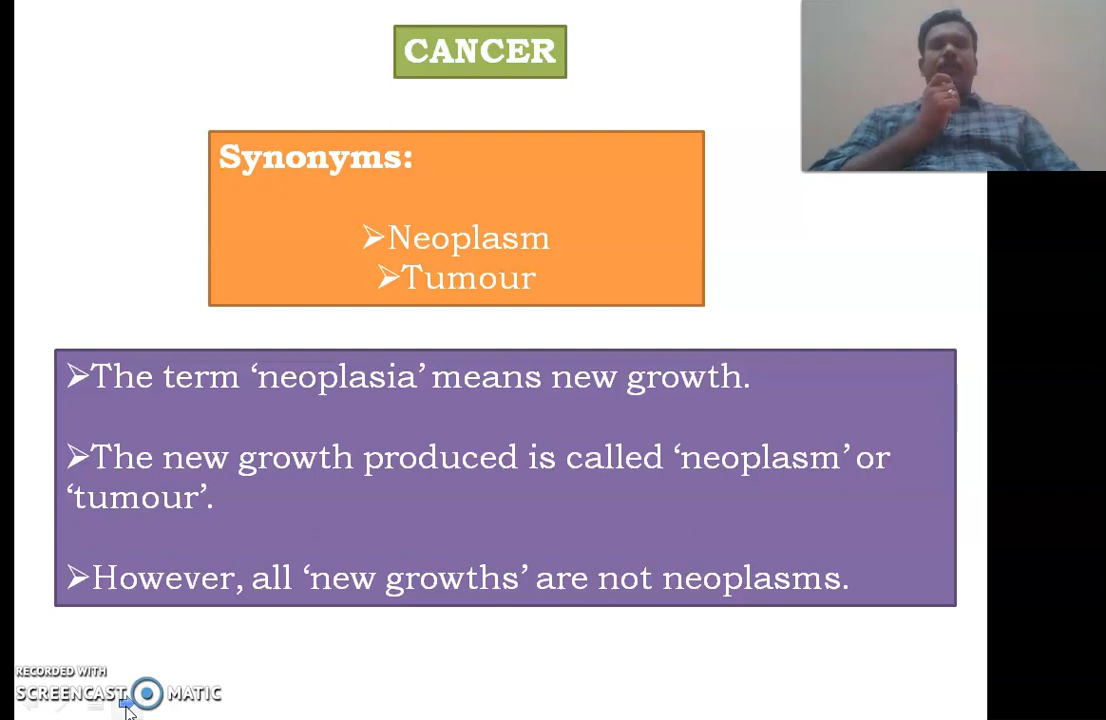 CANCER
Synonyms:
➢Neoplasm
➢Tumour
➢The term ‘neoplasia’ means new growth.
➢The new growth produced is called ‘neoplasm’ or
‘tumour’.
➢However, all ‘new growths’ are not neoplasms.
RECORDED WITH
SCREENCAST MATIC